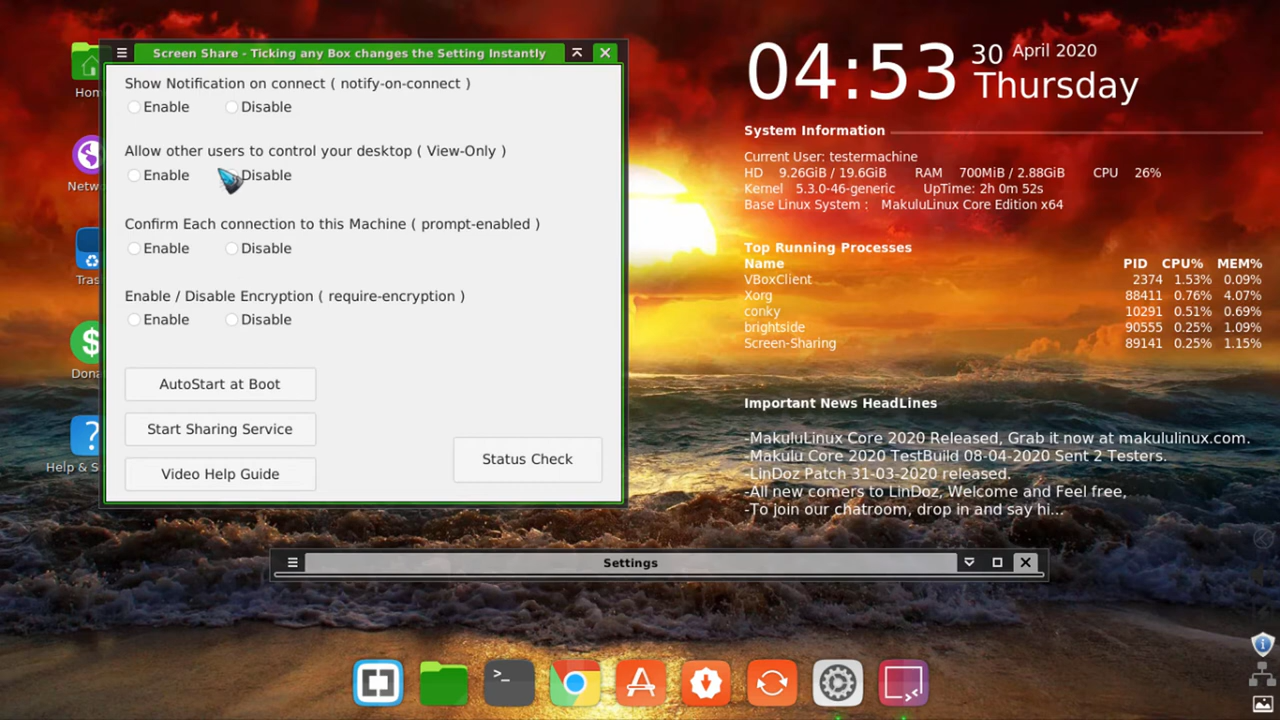 Screen Share - Ticking any Box changes the Setting Instantly
Show Notification on connect ( notify-on-connect )
Enable Disable
Allow other users to control your desktop ( View-Only )
Enable Disable
Confirm Each connection to this Machine ( prompt-enabled )
Enable Disable
Enable / Disable Encryption ( require-encryption )
Enable Disable
AutoStart at Boot
Start Sharing Service
Video Help Guide
Status Check
Hom
Netw
Tras
$
Dona
?
Help & S
04:53 30 April 2020
Thursday
System Information
Current User: testermachine
HD 9.26GiB / 19.6GiB RAM 700MiB / 2.88GiB CPU 26%
Kernel 5.3.0-46-generic UpTime: 2h 0m 52s
Base Linux System : MakuluLinux Core Edition x64
Top Running Processes
Name PID CPU% MEM%
VBoxClient 2374 1.53% 0.09%
Xorg 88411 0.76% 4.07%
conky 10291 0.51% 0.69%
brightside 90555 0.25% 1.09%
Screen-Sharing 89141 0.25% 1.15%
Important News HeadLines
-MakuluLinux Core 2020 Released, Grab it now at makululinux.com.
-Makulu Core 2020 TestBuild 08-04-2020 Sent 2 Testers.
-LinDoz Patch 31-03-2020 released.
-All new comers to LinDoz, Welcome and Feel free,
-To join our chatroom, drop in and say hi...
Settings
>_